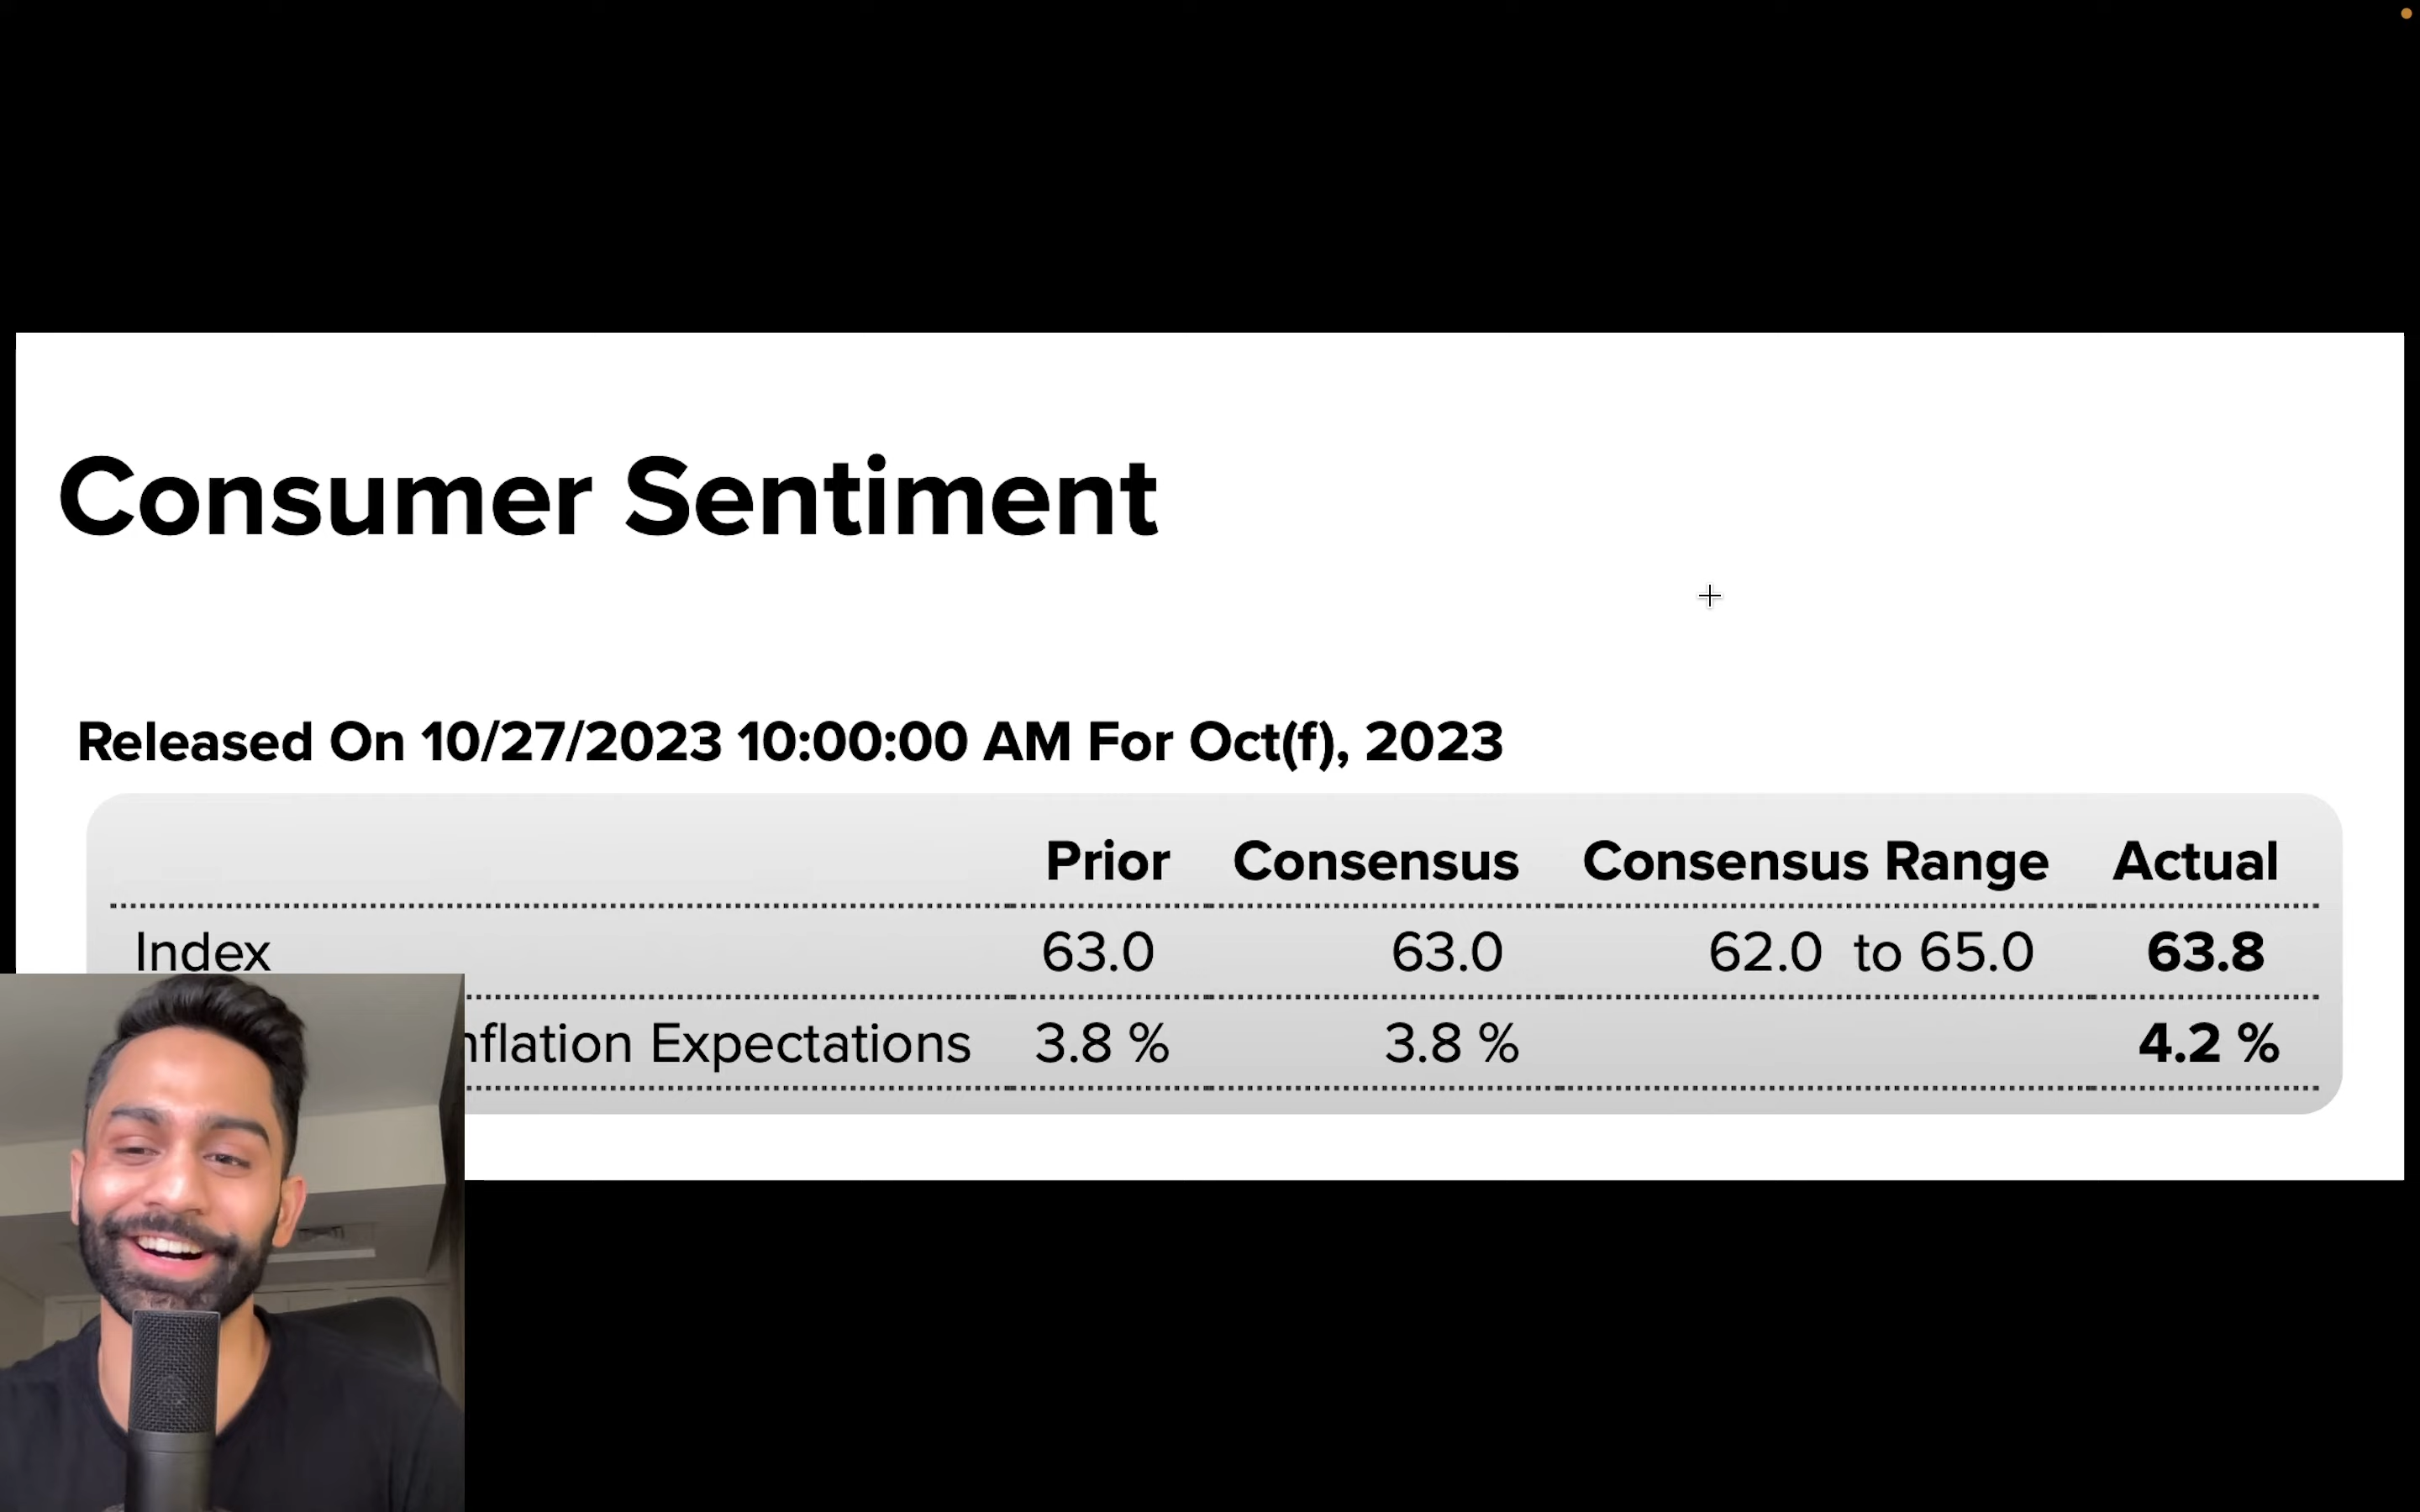 Consumer Sentiment
Released On 10/27/2023 10:00:00 AM For Oct(f), 2023
Prior Consensus Consensus Range Actual
Index 63.0 63.0 62.0 to 65.0 63.8
Expectations 3.8 % 3.8 % 4.2 %